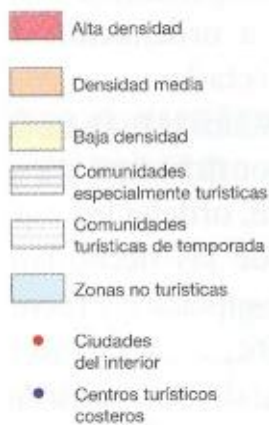 Alta densidad
Densidad media
Baja densidad
Comunidades
especialmente turísticas
Comunidades
turísticas de temporada
Zonas no turísticas
Ciudades
del interior
Centros turísticos
costeros